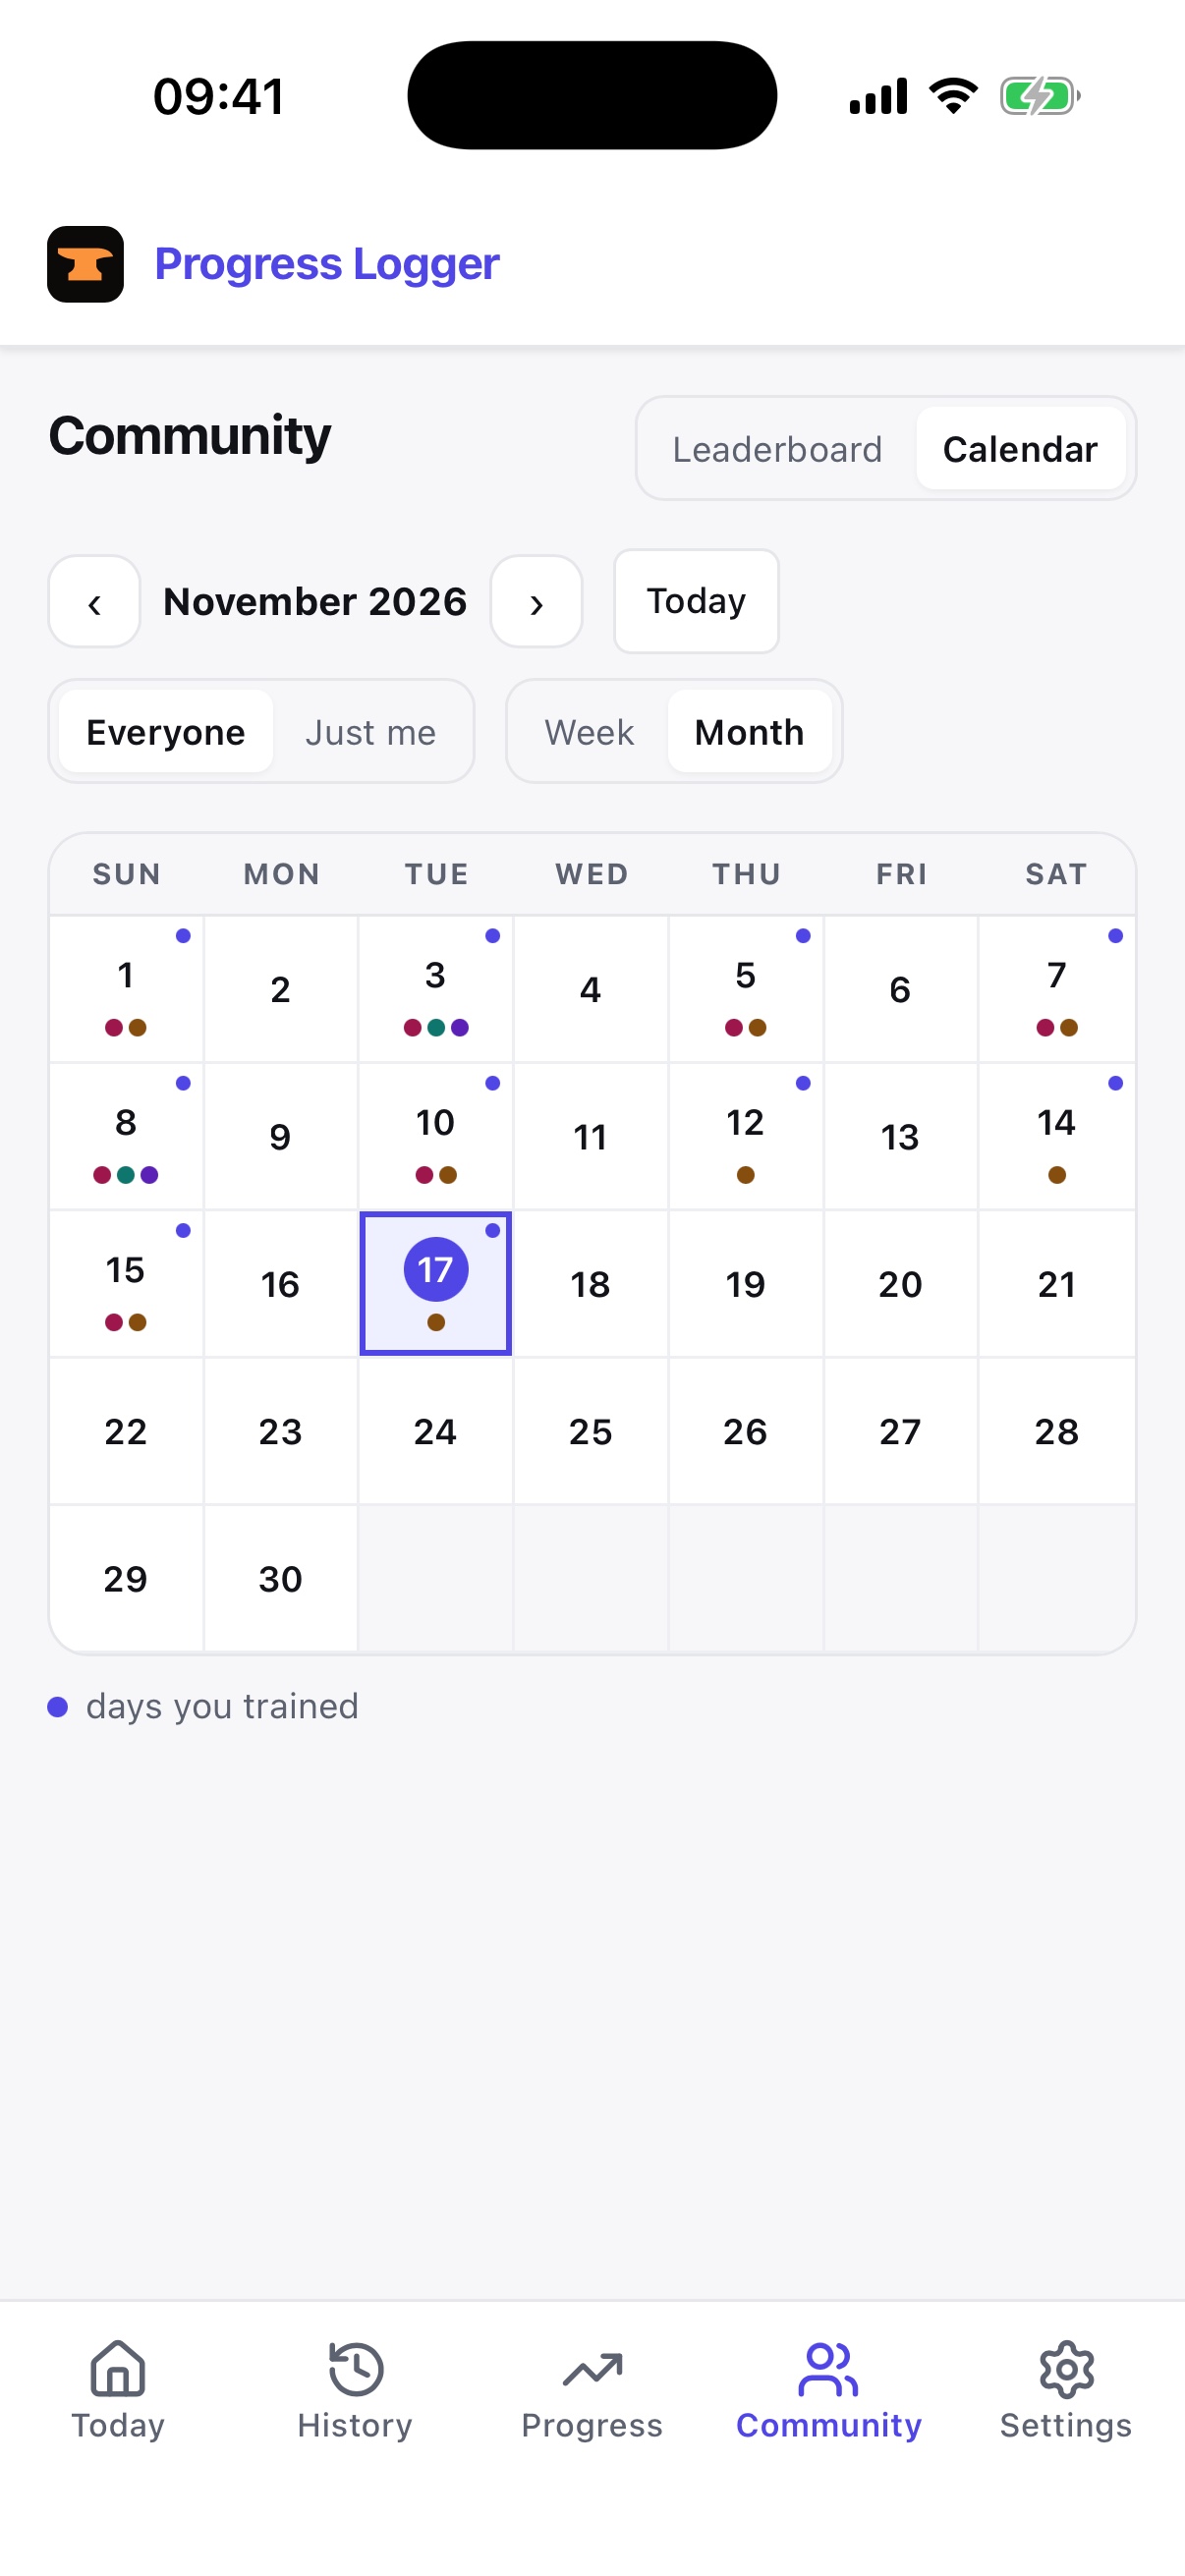 09:41
Progress Logger
Community
Leaderboard Calendar
‹ November 2026 › Today
Everyone Just me Week Month
SUN MON TUE WED THU FRI SAT
1 2 3 4 5 6 7
8 9 10 11 12 13 14
15 16 17 18 19 20 21
22 23 24 25 26 27 28
29 30
days you trained
Today History Progress Community Settings